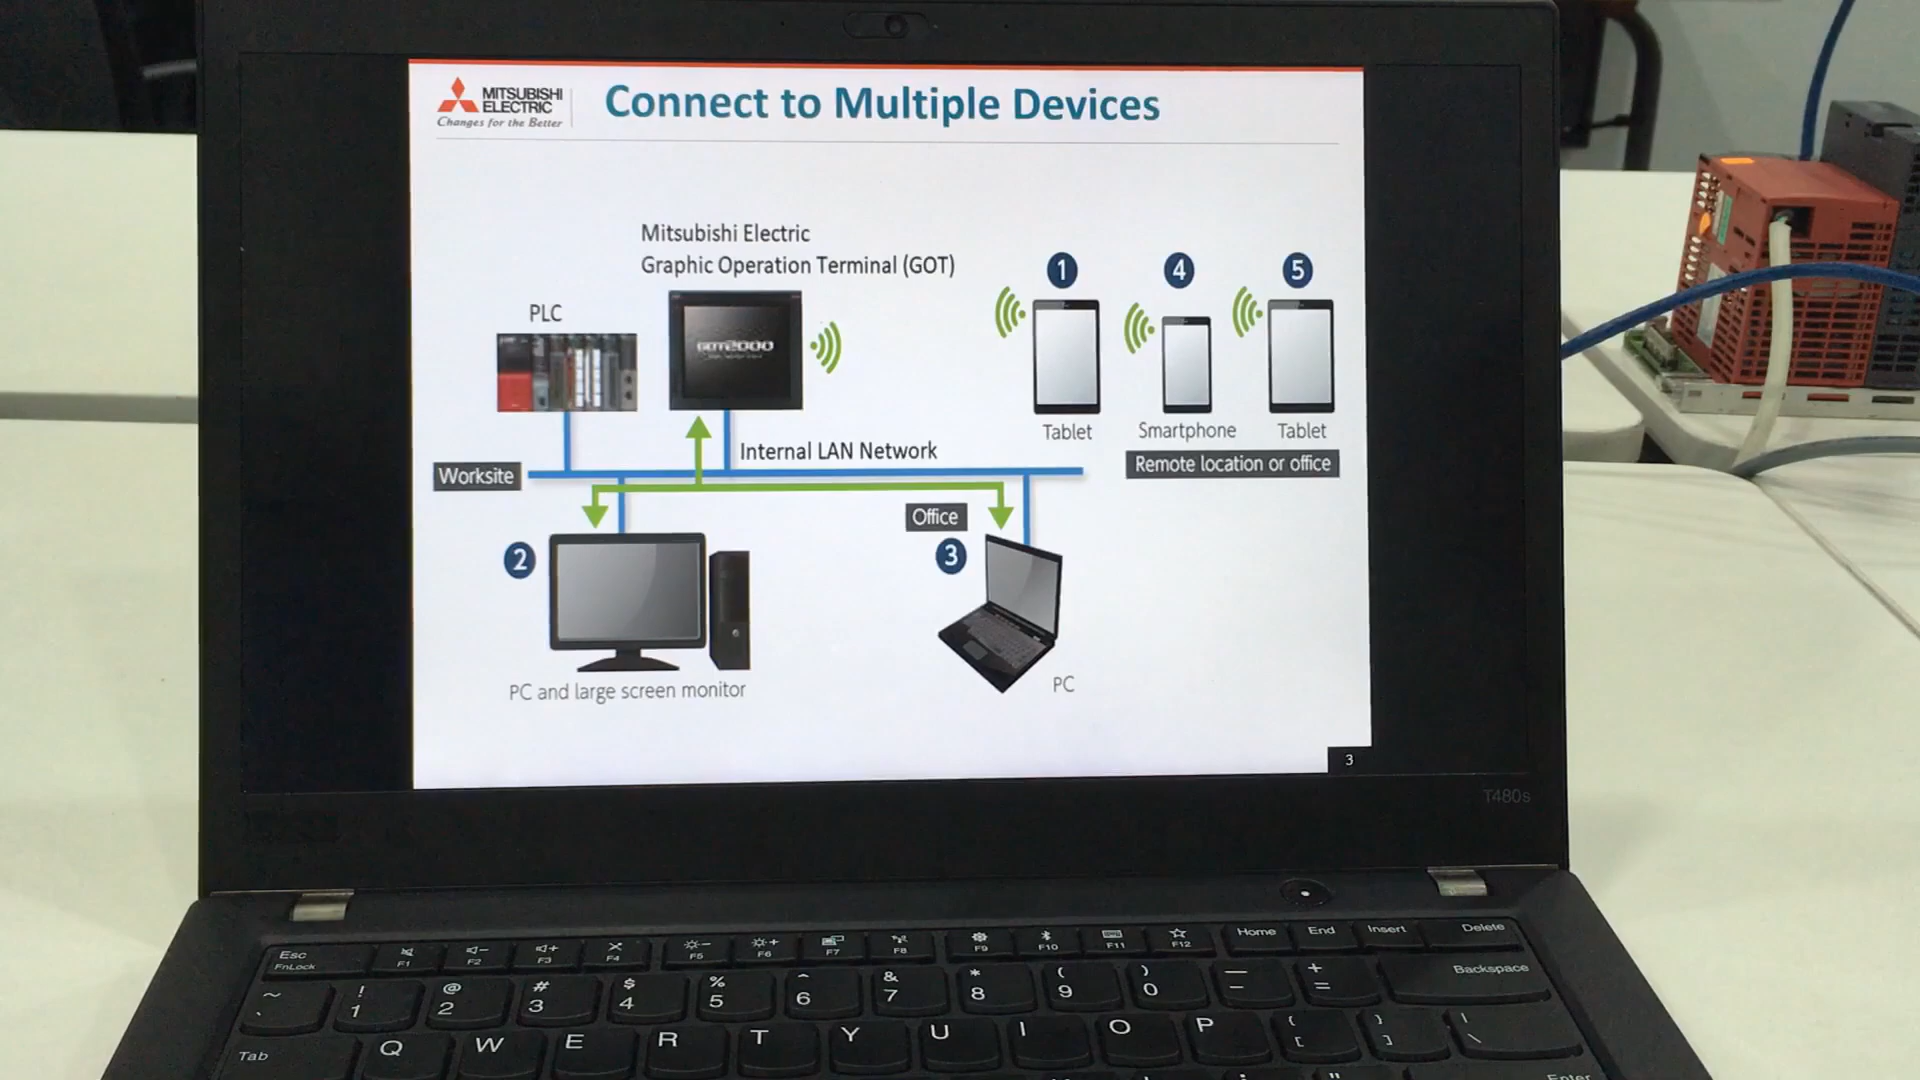 MITSUBISHI
ELECTRIC
Changes for the Better
Connect to Multiple Devices
Mitsubishi Electric
Graphic Operation Terminal (GOT)
PLC
GOT2000
1
4
5
Tablet
Smartphone
Tablet
Remote location or office
Internal LAN Network
Worksite
Office
2
3
PC and large screen monitor
PC
3
T480s
Esc
FnLock
F1
F2
F3
F4
F5
F6
F7
F8
F9
F10
F11
F12
Home
End
Insert
Delete
~ ! @ # $ % ^ & * ( ) — +
` 1 2 3 4 5 6 7 8 9 0 - =
Backspace
Tab
Q W E R T Y U I O P { } |
[ ] \
Enter